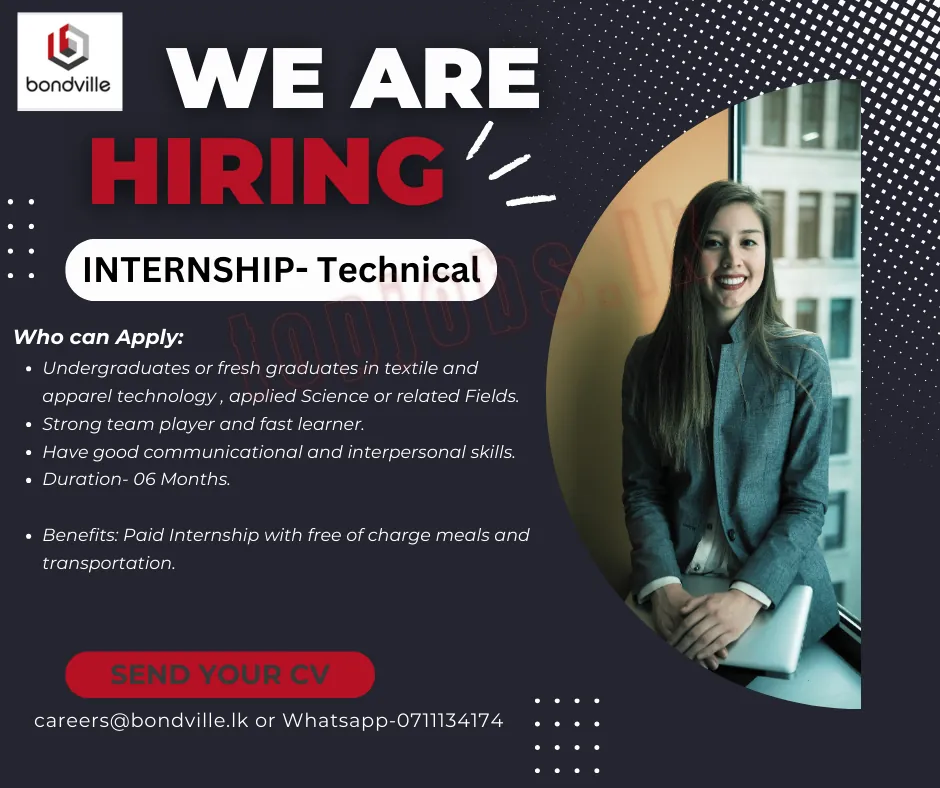 bondville
WE ARE
HIRING
INTERNSHIP- Technical
topjobs.lk
Who can Apply:
• Undergraduates or fresh graduates in textile and
apparel technology , applied Science or related Fields.
• Strong team player and fast learner.
• Have good communicational and interpersonal skills.
• Duration- 06 Months.
• Benefits: Paid Internship with free of charge meals and
transportation.
SEND YOUR CV
careers@bondville.lk or Whatsapp-0711134174